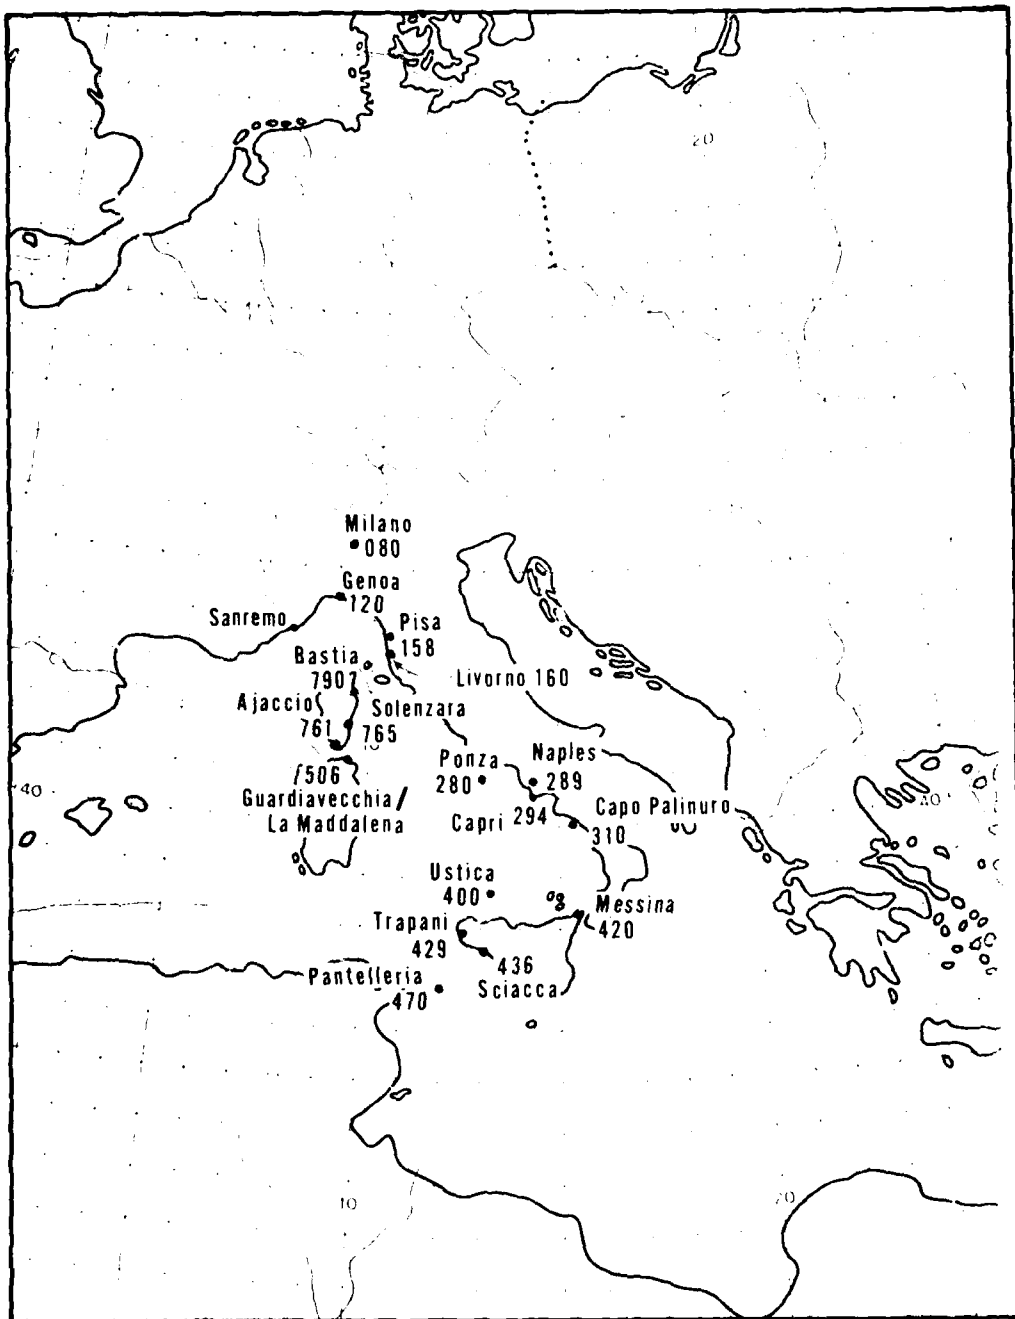 20
Milano
080
Genoa
120
Sanremo
Pisa
158
Bastia
7907
Livorno 160
Ajaccio
761
Solenzara
765
506
Guardiavecchia/
La Maddalena
40
Ponza
280
Naples
289
Capri 294
Capo Palinuro
310
40
Ustica
400
Messina
420
Trapani
429
436
Sciacca
Pantelleria
470
10
20